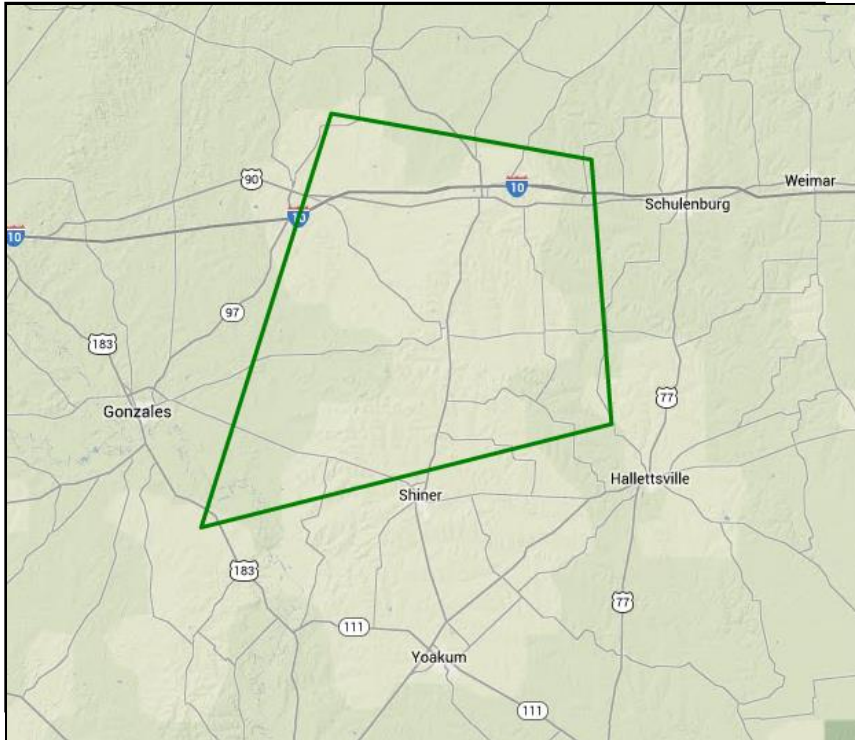 90
Weimar
10
10
Schulenburg
10
97
183
77
Gonzales
Hallettsville
Shiner
183
77
111
Yoakum
111